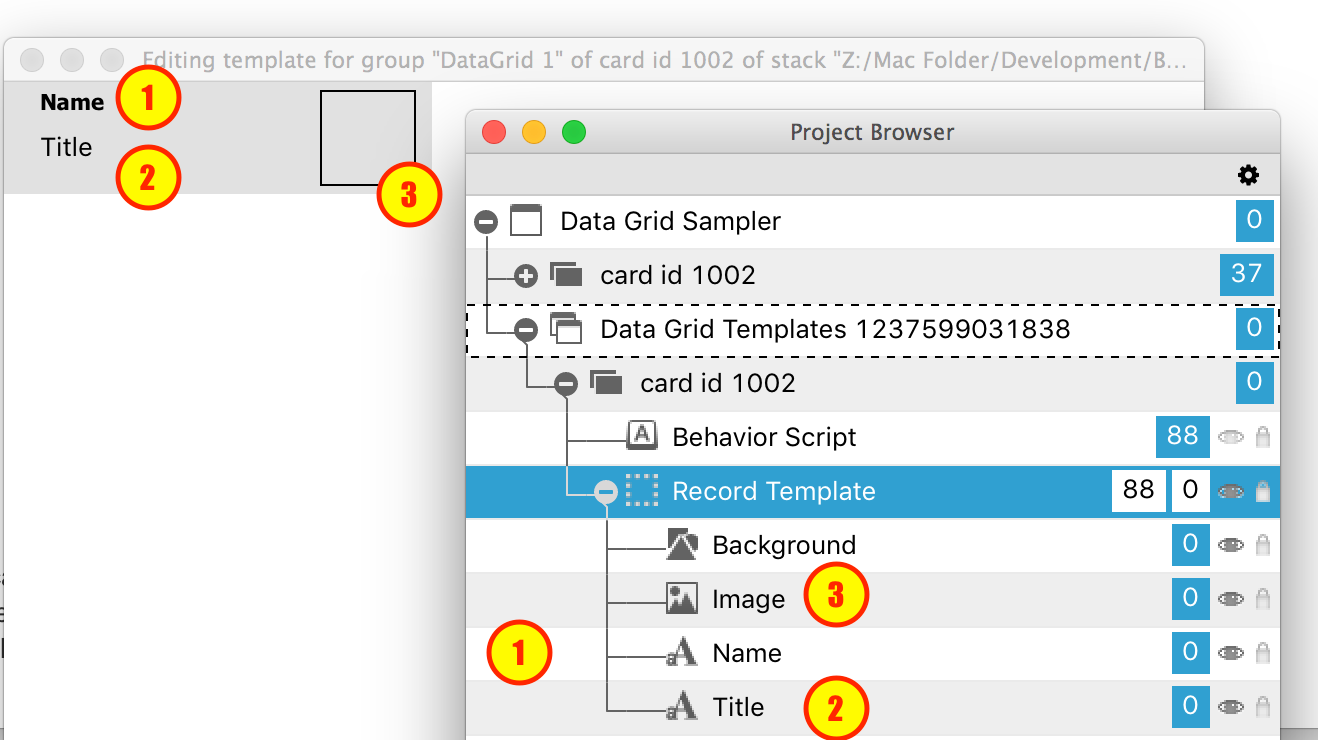 Editing template for group "DataGrid 1" of card id 1002 of stack "Z:/Mac Folder/Development/B...
Name 1
Title
2
3
Project Browser
Data Grid Sampler 0
card id 1002 37
Data Grid Templates 1237599031838 0
card id 1002 0
A Behavior Script 88
Record Template 88 0
Background 0
Image 3 0
1 aA Name 0
aA Title 2 0